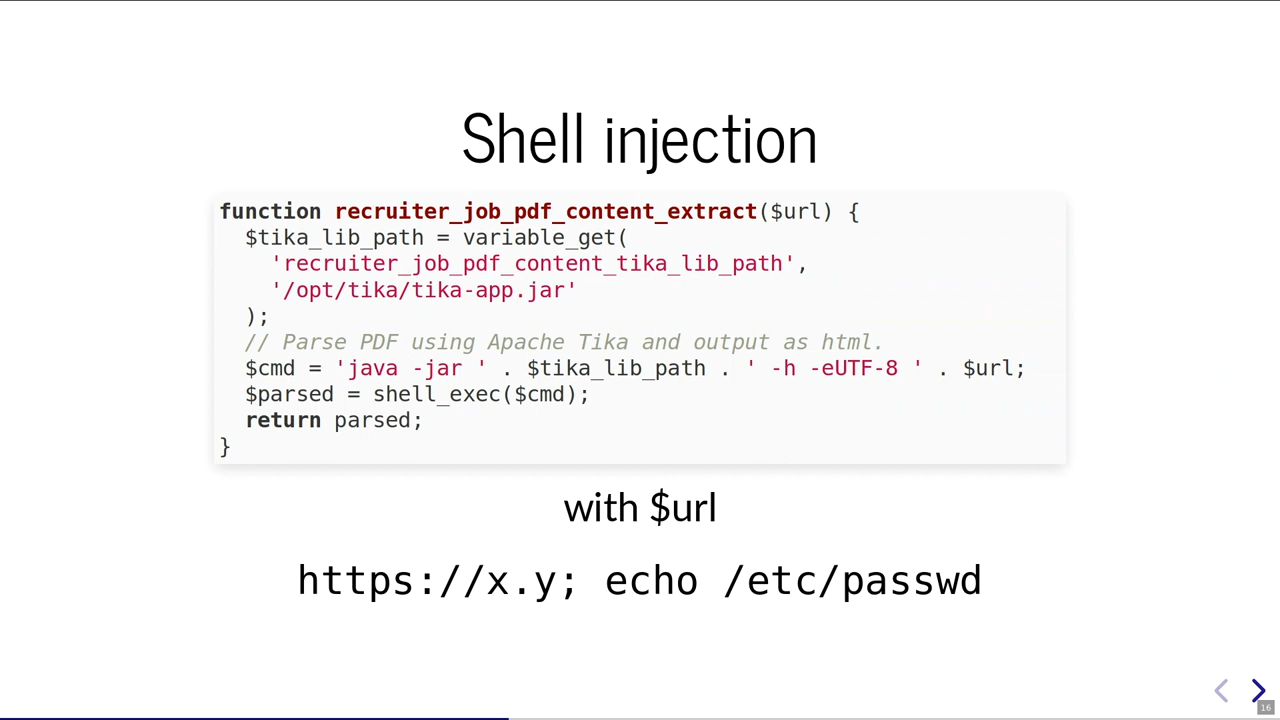 Shell injection
function recruiter_job_pdf_content_extract($url) {
  $tika_lib_path = variable_get(
    'recruiter_job_pdf_content_tika_lib_path',
    '/opt/tika/tika-app.jar'
  );
  // Parse PDF using Apache Tika and output as html.
  $cmd = 'java -jar ' . $tika_lib_path . ' -h -eUTF-8 ' . $url;
  $parsed = shell_exec($cmd);
  return parsed;
}
with $url
https://x.y; echo /etc/passwd
16